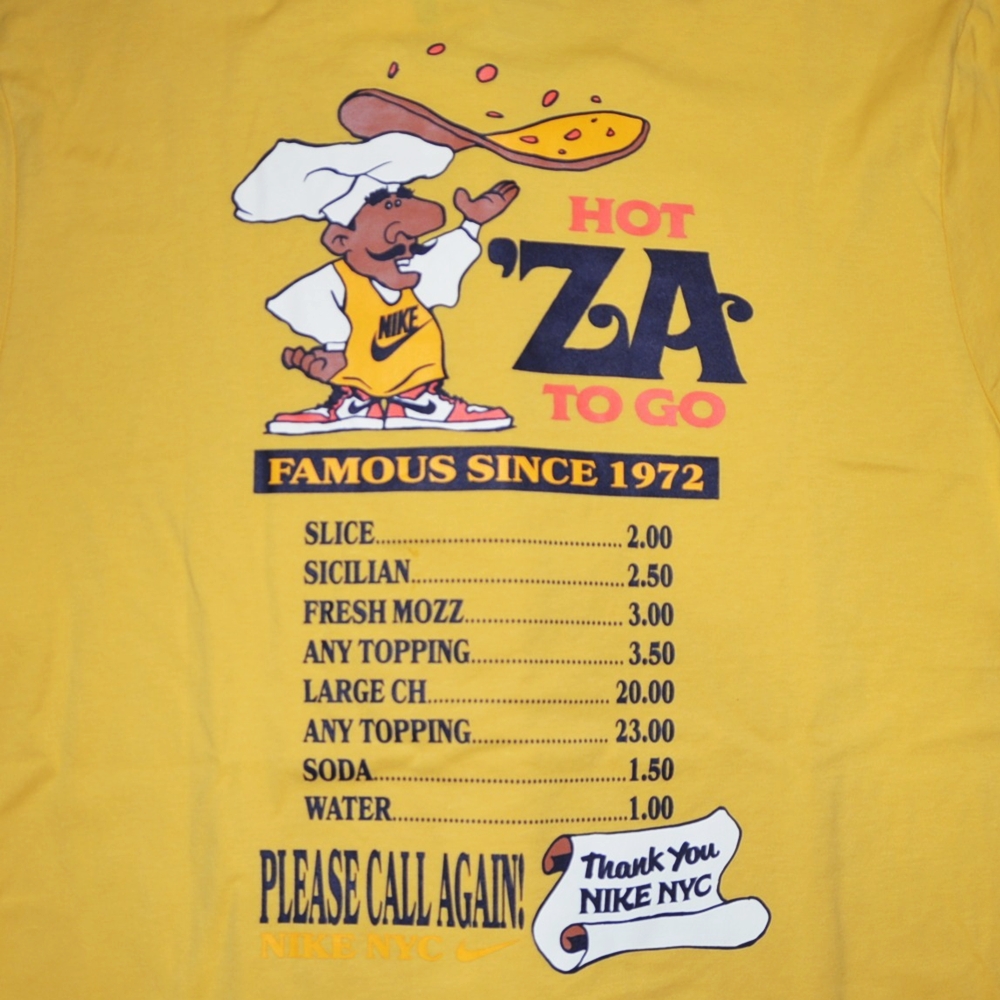 HOT
'ZA
TO GO
NIKE
FAMOUS SINCE 1972
SLICE..............................2.00
SICILIAN..............................2.50
FRESH MOZZ..............................3.00
ANY TOPPING..............................3.50
LARGE CH..............................20.00
ANY TOPPING..............................23.00
SODA..............................1.50
WATER..............................1.00
PLEASE CALL AGAIN!
NIKE NYC
Thank You
NIKE NYC